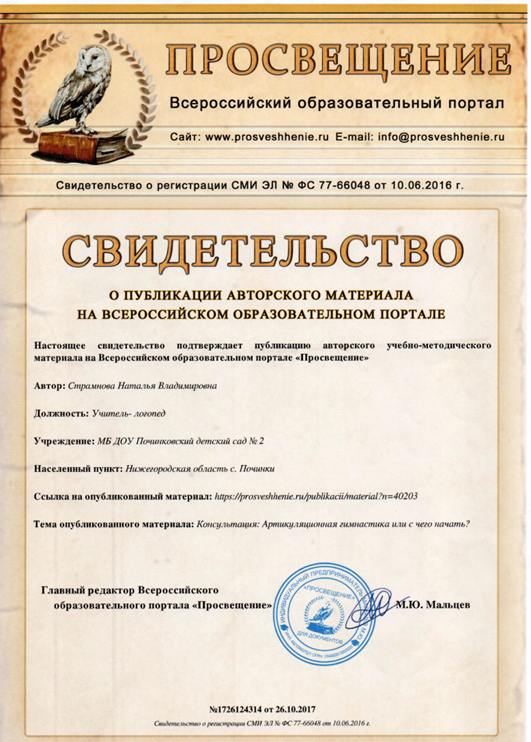 ПРОСВЕЩЕНИЕ
Всероссийский образовательный портал
Сайт: www.prosveshhenie.ru E-mail: info@prosveshhenie.ru
Свидетельство о регистрации СМИ ЭЛ № ФС 77-66048 от 10.06.2016 г.
СВИДЕТЕЛЬСТВО
О ПУБЛИКАЦИИ АВТОРСКОГО МАТЕРИАЛА
НА ВСЕРОССИЙСКОМ ОБРАЗОВАТЕЛЬНОМ ПОРТАЛЕ
Настоящее свидетельство подтверждает публикацию авторского учебно-методического
материала на Всероссийском образовательном портале «Просвещение»
Автор: Страмнова Наталья Владимировна
Должность: Учитель- логопед
Учреждение: МБ ДОУ Починковский детский сад № 2
Населенный пункт: Нижегородская область с. Починки
Ссылка на опубликованный материал: https://prosveshhenie.ru/publikacii/material?n=40203
Тема опубликованного материала: Консультация: Артикуляционная гимнастика или с чего начать?
Главный редактор Всероссийского
образовательного портала «Просвещение»
ИНДИВИДУАЛЬНЫЙ ПРЕДПРИНИМАТЕЛЬ
«ПРОСВЕЩЕНИЕ»
ДЛЯ ДОКУМЕНТОВ
М.Ю. Мальцев
№1726124314 от 26.10.2017
Свидетельство о регистрации СМИ ЭЛ № ФС 77-66048 от 10.06.2016 г.